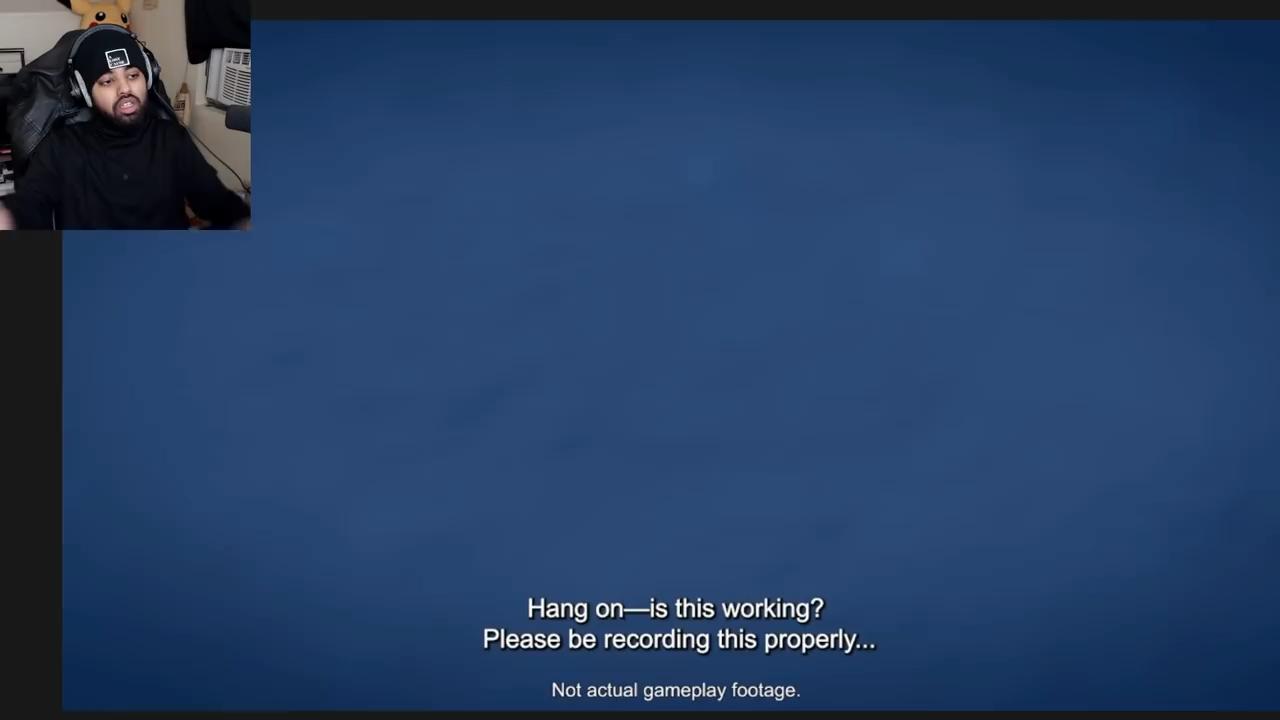 Hang on—is this working?
Please be recording this properly...
Not actual gameplay footage.